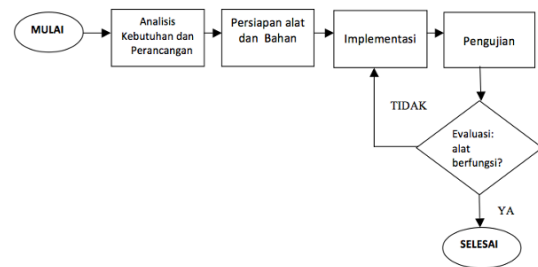 MULAI
Analisis
Kebutuhan dan
Perancangan
Persiapan alat
dan Bahan
Implementasi
Pengujian
TIDAK
Evaluasi:
alat
berfungsi?
YA
SELESAI